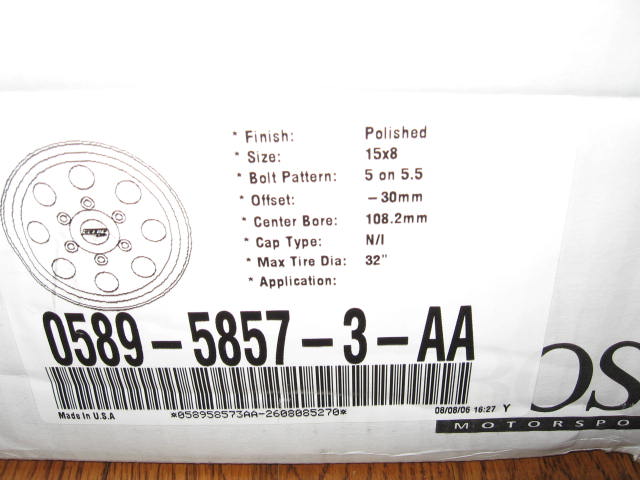 * Finish: Polished
* Size: 15x8
* Bolt Pattern: 5 on 5.5
* Offset: -30mm
* Center Bore: 108.2mm
* Cap Type: N/I
* Max Tire Dia: 32"
* Application:
0589-5857-3-AA
Made In U.S.A
*058958573AA-2608085270*
08/08/06 16:27 Y
OS
MOTORSPO